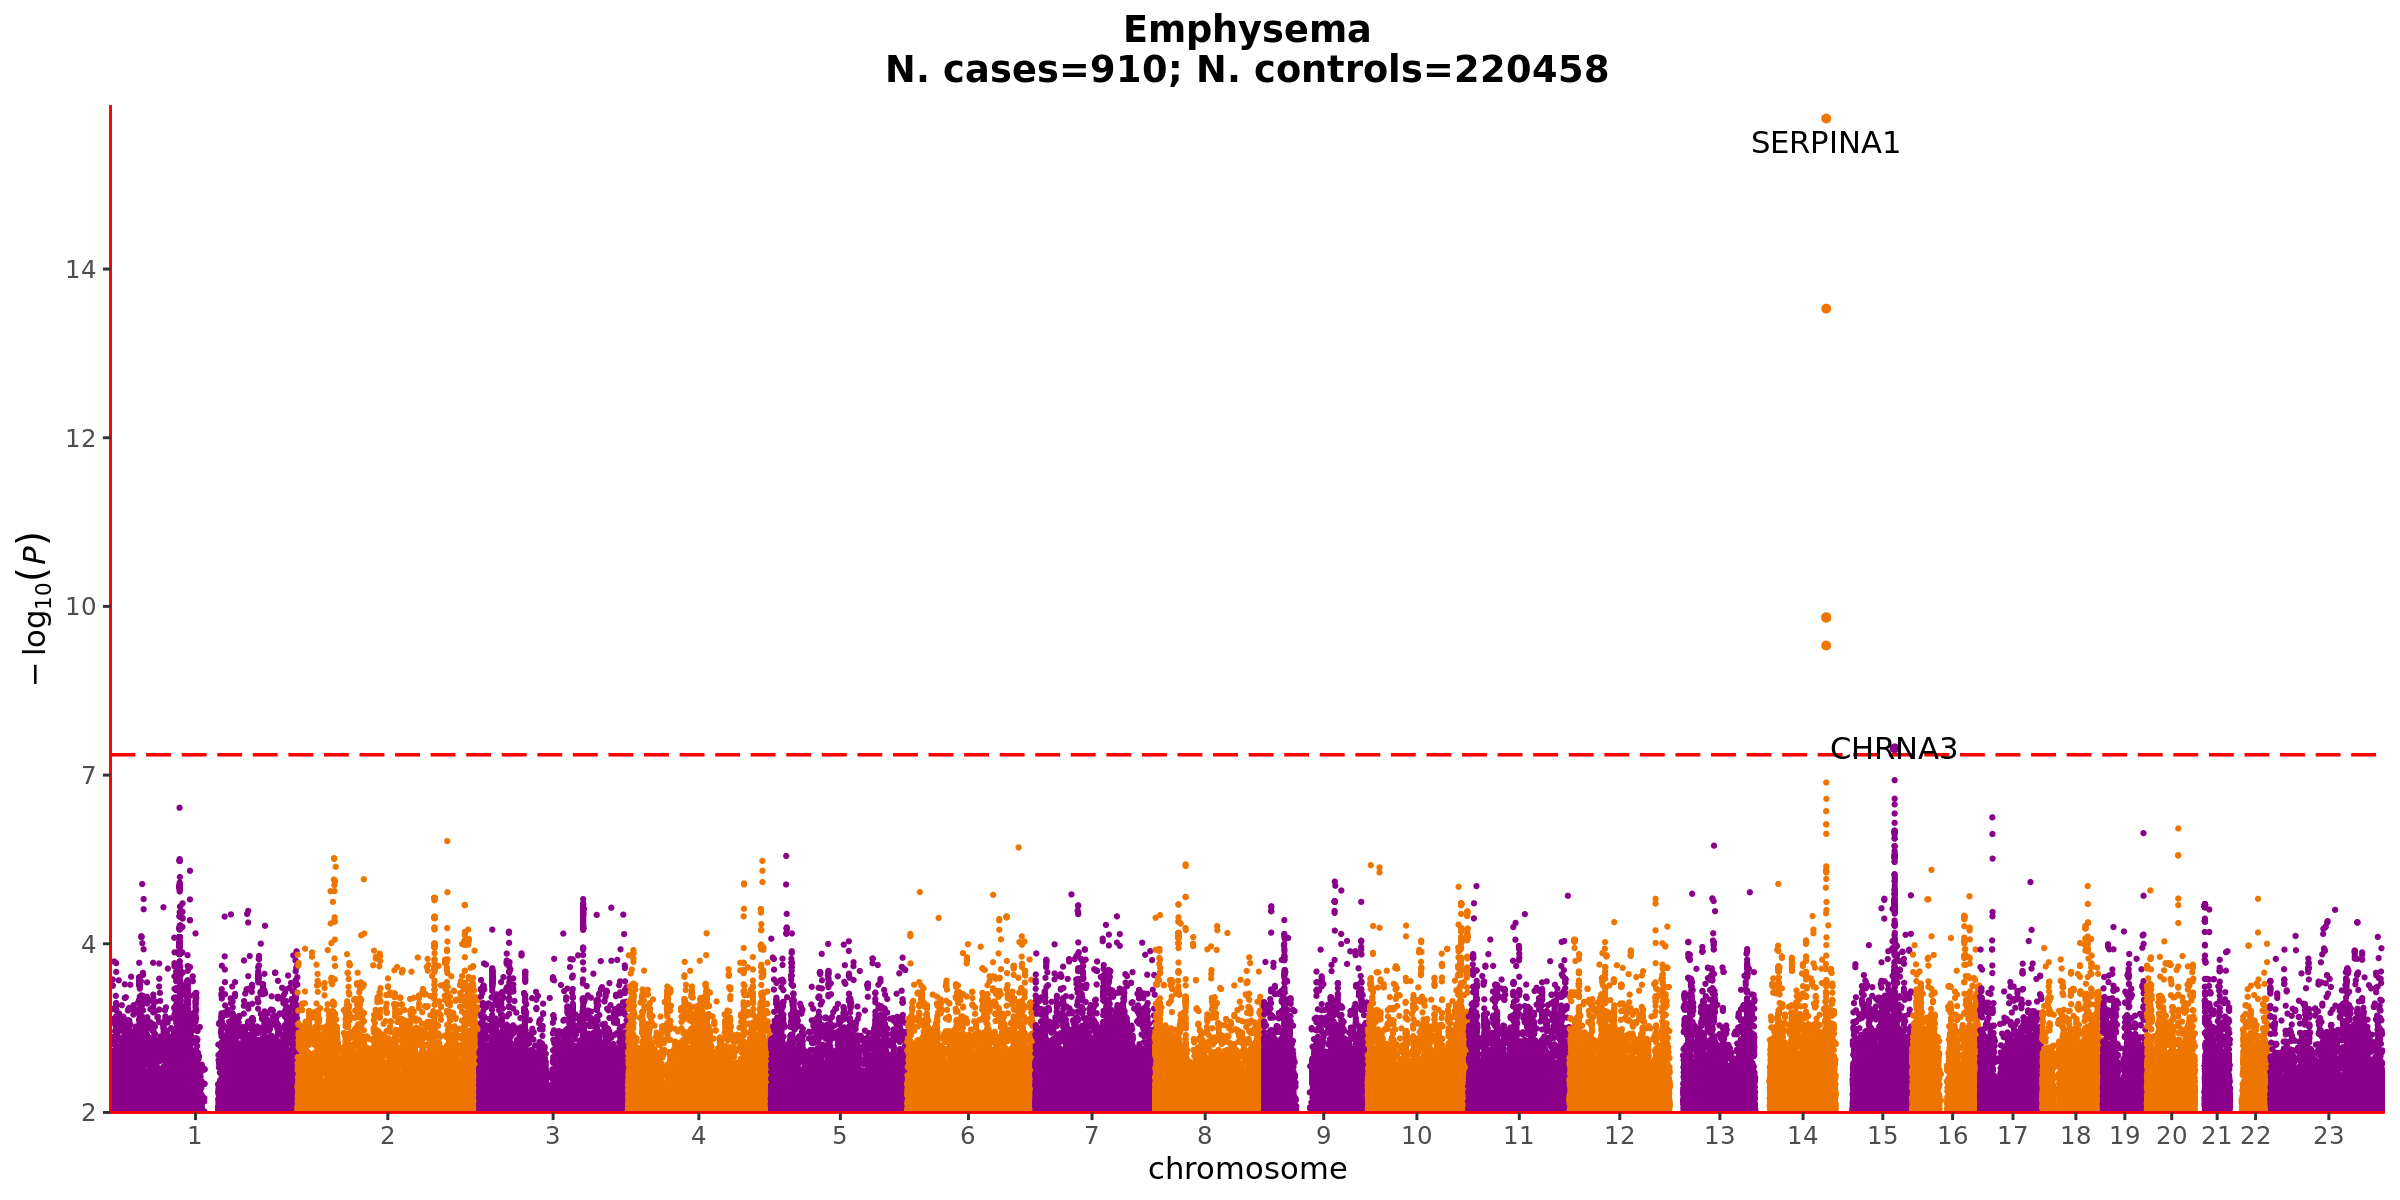 Emphysema
N. cases=910; N. controls=220458
SERPINA1
14
12
−log10(P)
10
CHRNA3
7
4
2
1 2 3 4 5 6 7 8 9 10 11 12 13 14 15 16 17 18 19 20 21 22 23
chromosome